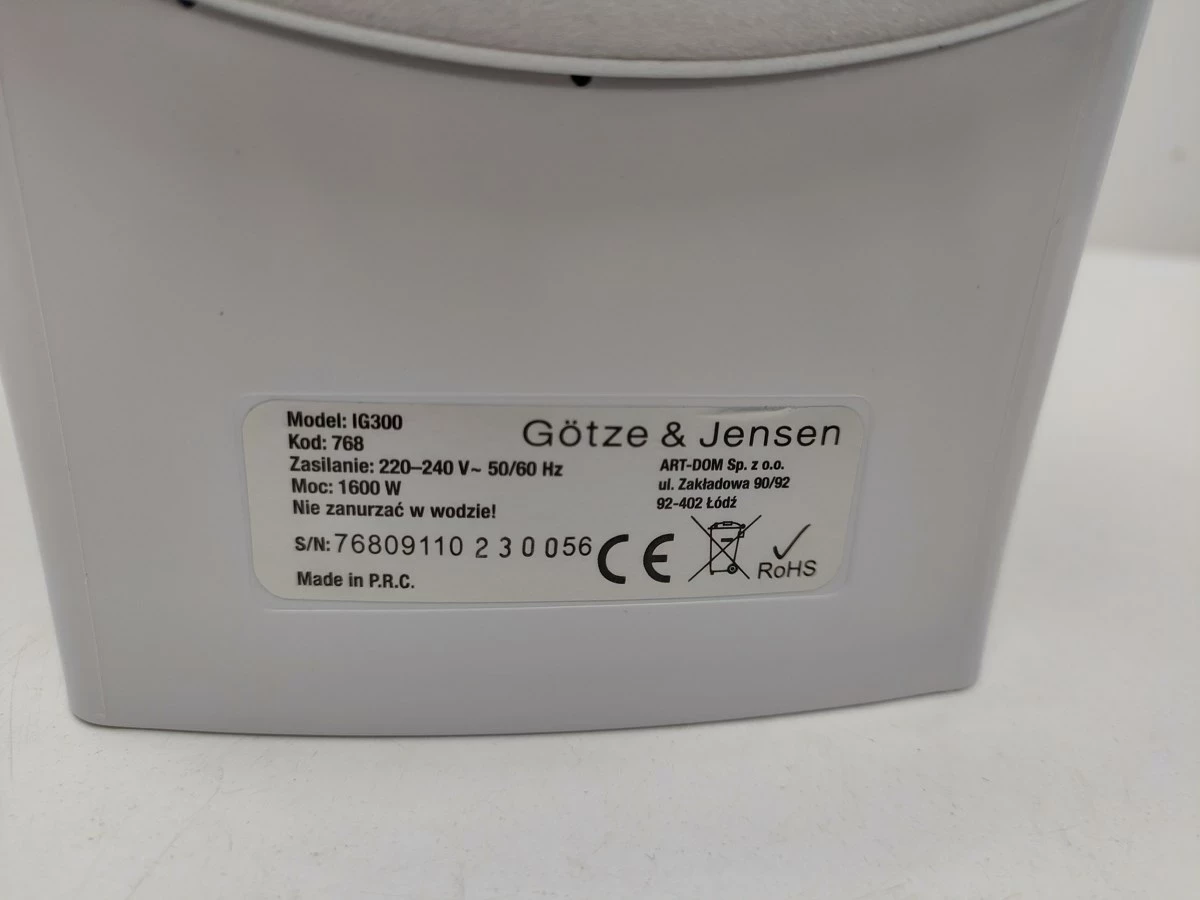 Model: IG300
Kod: 768
Zasilanie: 220–240 V~ 50/60 Hz
Moc: 1600 W
Nie zanurzać w wodzie!
S/N: 76809110 2 3 0 056
Made in P.R.C.
Götze & Jensen
ART-DOM Sp. z o.o.
ul. Zakładowa 90/92
92-402 Łódź
CE
RoHS